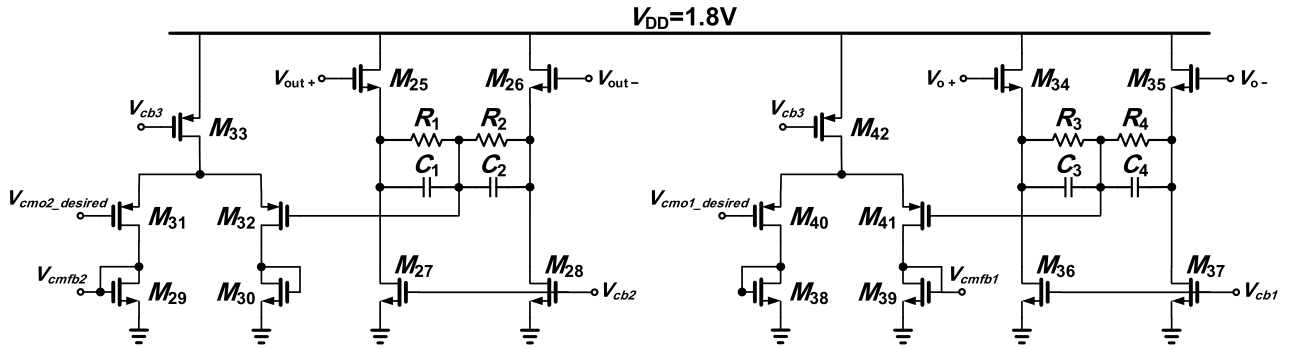 VDD=1.8V
Vout+
M25
M26
Vout−
Vo+
M34
M35
Vo−
Vcb3
M33
R1
R2
Vcb3
M42
R3
R4
C1
C2
C3
C4
Vcmo2_desired
M31
M32
Vcmo1_desired
M40
M41
Vcmfb2
M29
M30
M27
M28
Vcb2
M38
M39
Vcmfb1
M36
M37
Vcb1